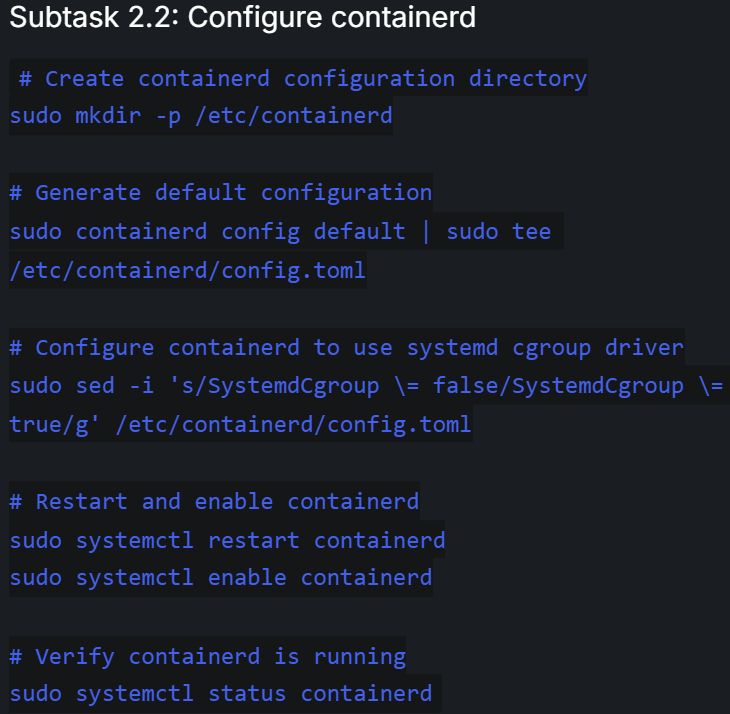 Subtask 2.2: Configure containerd
# Create containerd configuration directory
sudo mkdir -p /etc/containerd
# Generate default configuration
sudo containerd config default | sudo tee
/etc/containerd/config.toml
# Configure containerd to use systemd cgroup driver
sudo sed -i 's/SystemdCgroup \= false/SystemdCgroup \=
true/g' /etc/containerd/config.toml
# Restart and enable containerd
sudo systemctl restart containerd
sudo systemctl enable containerd
# Verify containerd is running
sudo systemctl status containerd